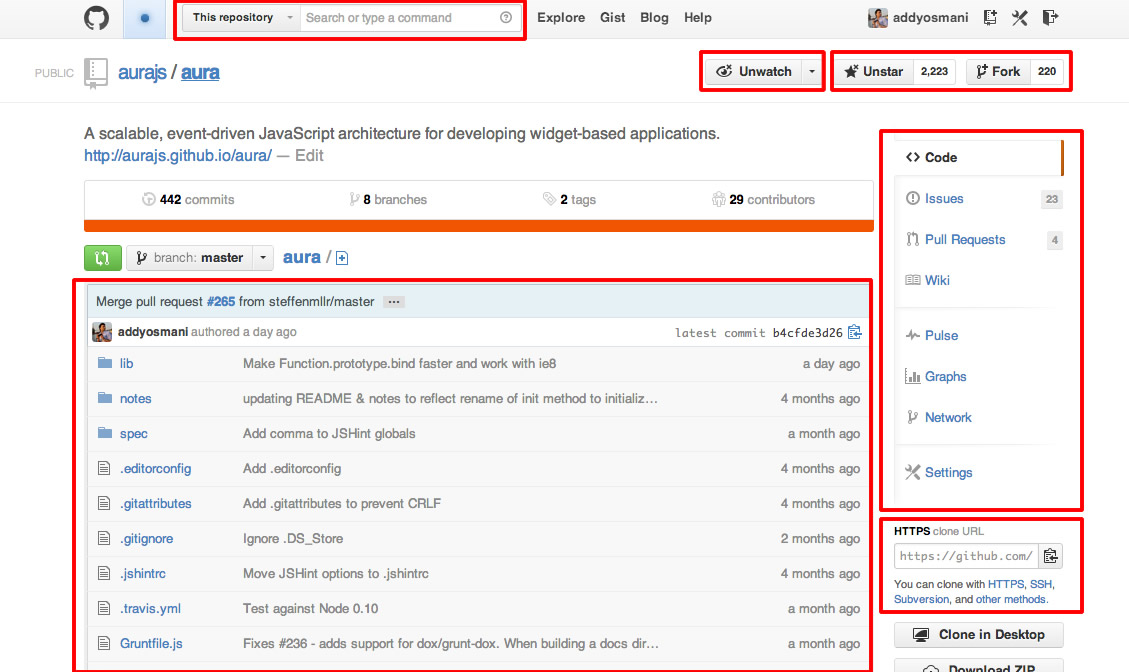 This repository Search or type a command Explore Gist Blog Help addyosmani
PUBLIC aurajs / aura Unwatch Unstar 2,223 Fork 220
A scalable, event-driven JavaScript architecture for developing widget-based applications.
http://aurajs.github.io/aura/ — Edit
442 commits 8 branches 2 tags 29 contributors
branch: master aura /
Merge pull request #265 from steffenmllr/master ...
addyosmani authored a day ago latest commit b4cfde3d26
lib Make Function.prototype.bind faster and work with ie8 a day ago
notes updating README & notes to reflect rename of init method to initializ… 4 months ago
spec Add comma to JSHint globals a month ago
.editorconfig Add .editorconfig 4 months ago
.gitattributes Add .gitattributes to prevent CRLF 4 months ago
.gitignore Ignore .DS_Store 2 months ago
.jshintrc Move JSHint options to .jshintrc 4 months ago
.travis.yml Test against Node 0.10 a month ago
Gruntfile.js Fixes #236 - adds support for dox/grunt-dox. When building a docs dir… a month ago
Code
Issues 23
Pull Requests 4
Wiki
Pulse
Graphs
Network
Settings
HTTPS clone URL
https://github.com/
You can clone with HTTPS, SSH,
Subversion, and other methods.
Clone in Desktop
Download ZIP